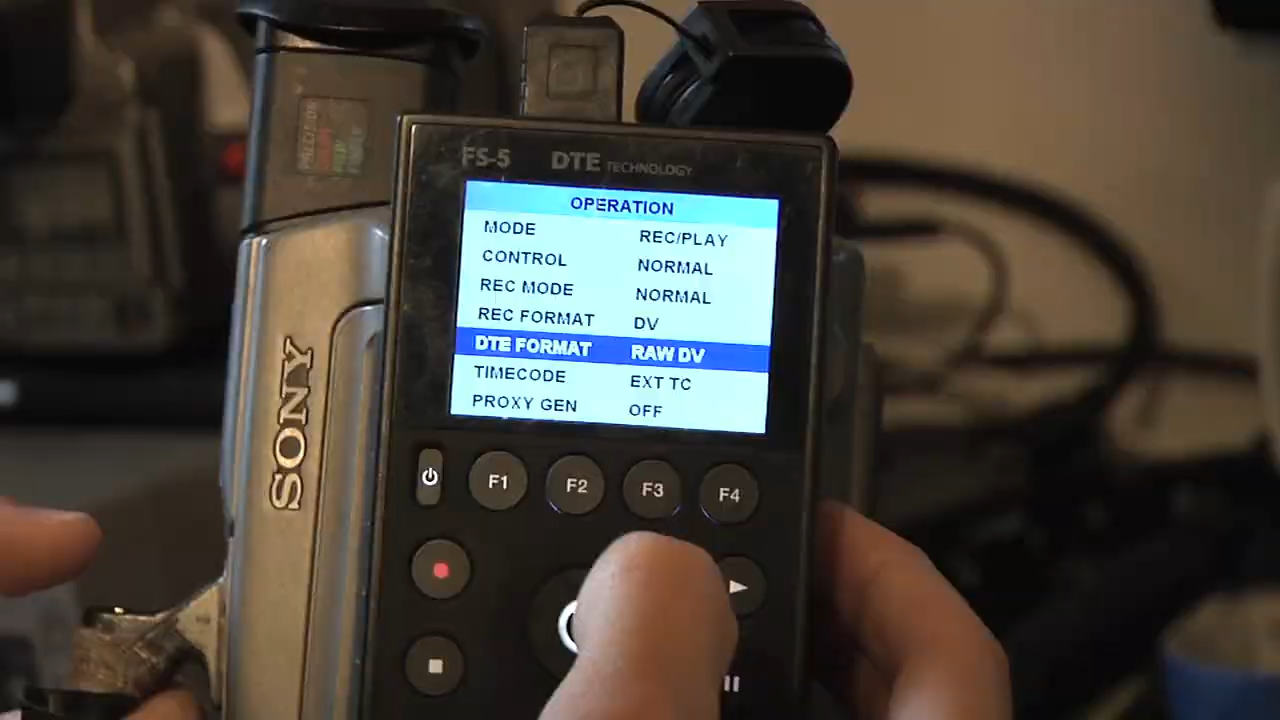 FS-5 DTE TECHNOLOGY
OPERATION
MODE REC/PLAY
CONTROL NORMAL
REC MODE NORMAL
REC FORMAT DV
DTE FORMAT RAW DV
TIMECODE EXT TC
PROXY GEN OFF
F1 F2 F3 F4
SONY